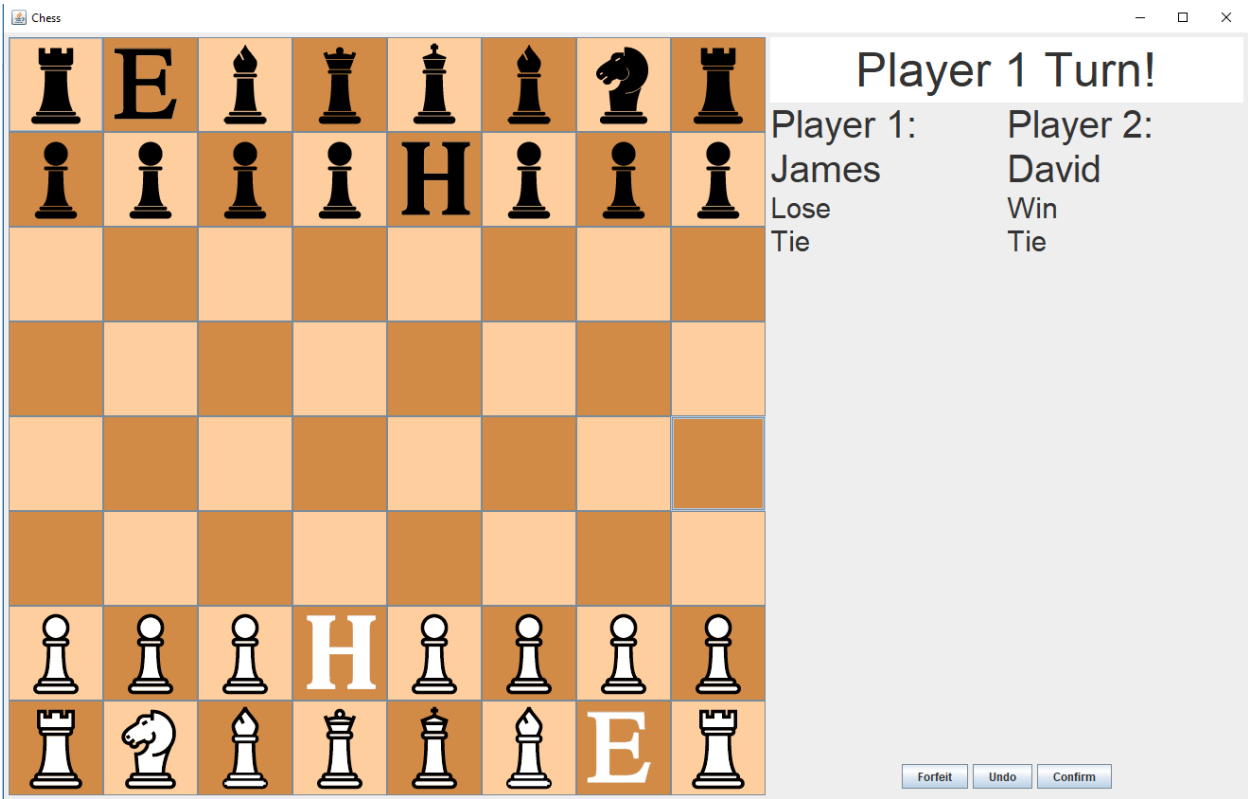 Chess
Player 1 Turn!
E
Player 1: Player 2:
H
James David
Lose Win
Tie Tie
H
E
Forfeit Undo Confirm